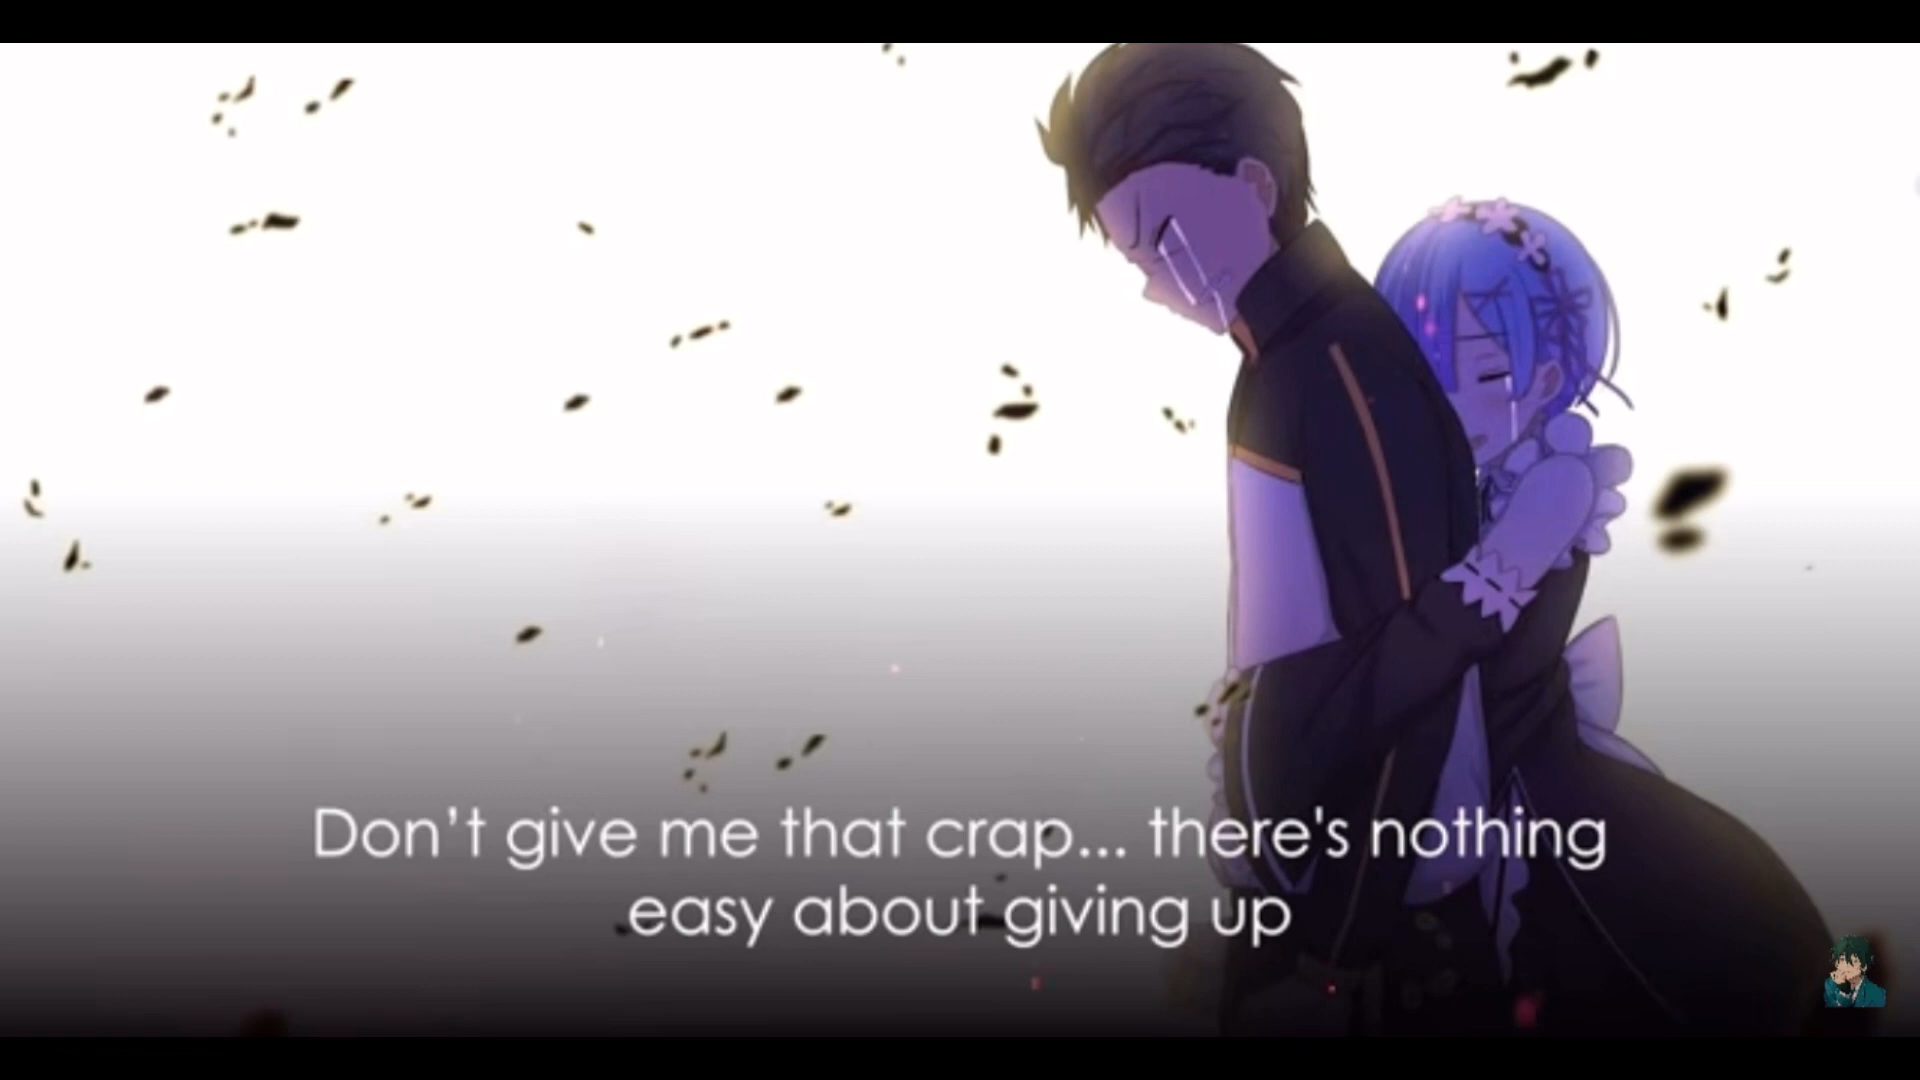 Don’t give me that crap... there's nothing
easy about giving up